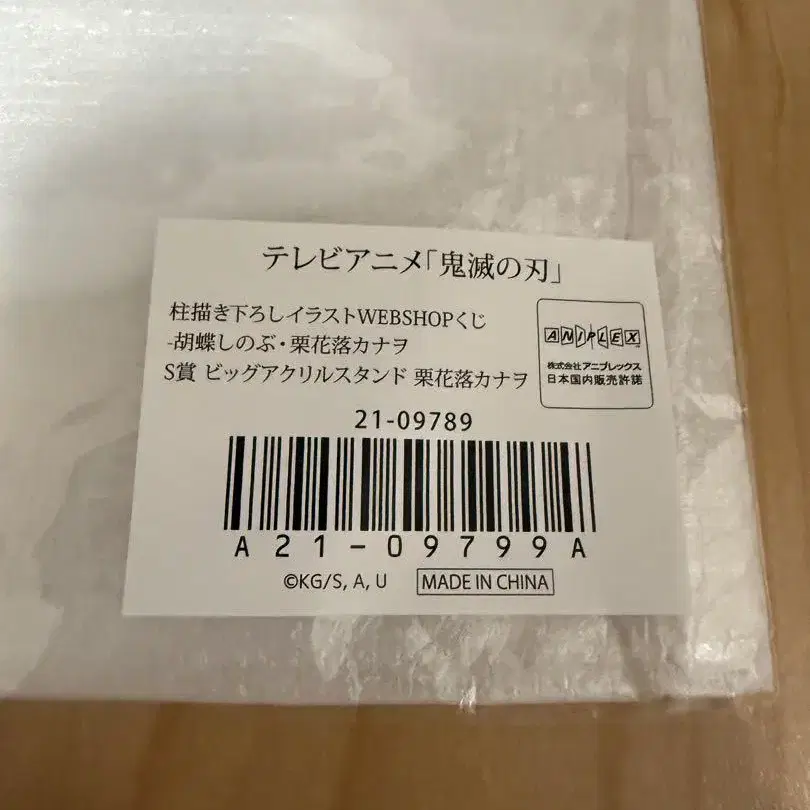 テレビアニメ「鬼滅の刃」
柱描き下ろしイラストWEBSHOPくじ
-胡蝶しのぶ・栗花落カナヲ
S賞 ビッグアクリルスタンド 栗花落カナヲ
ANIPLEX
株式会社アニプレックス
日本国内販売許諾
21-09789
A21-09799A
©KG/S, A, U MADE IN CHINA